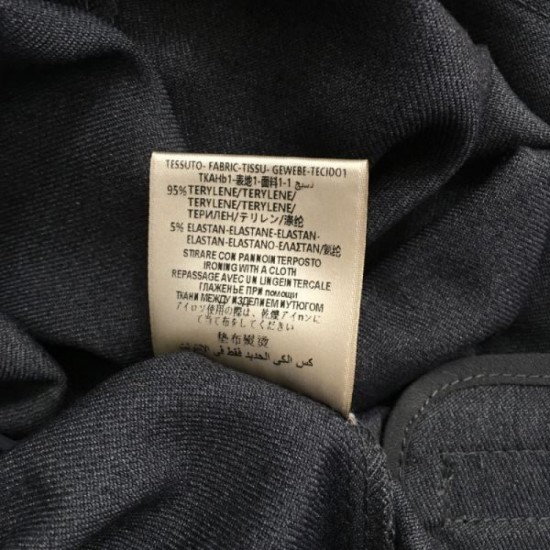 TESSUTO- FABRIC-TISSU- GEWEBE-TECIDO1
TKAHb1-表地1-面料1-1 نسيج
95% TERYLENE/TERYLENE/
TERYLENE/TERYLENE/
ТЕРИЛЕН/テリレン/涤纶
5% ELASTAN-ELASTANE-ELASTAN-
ELASTANO-ELASTANO-ΕΛΑΣΤΑΝ/氨纶
STIRARE CON PANNO INTERPOSTO
IRONING WITH A CLOTH
REPASSAGE AVEC UN LINGE INTERCALE
ГЛАЖЕНЬЕ ПРИ помощи
ТКАНИ МЕЖДУ ИЗДЕЛИЕМ И УТЮГОМ
アイロン使用の際は、乾燥アイロンに
て当て布をしてください
垫布熨烫
كس الكي الحديد فقط في